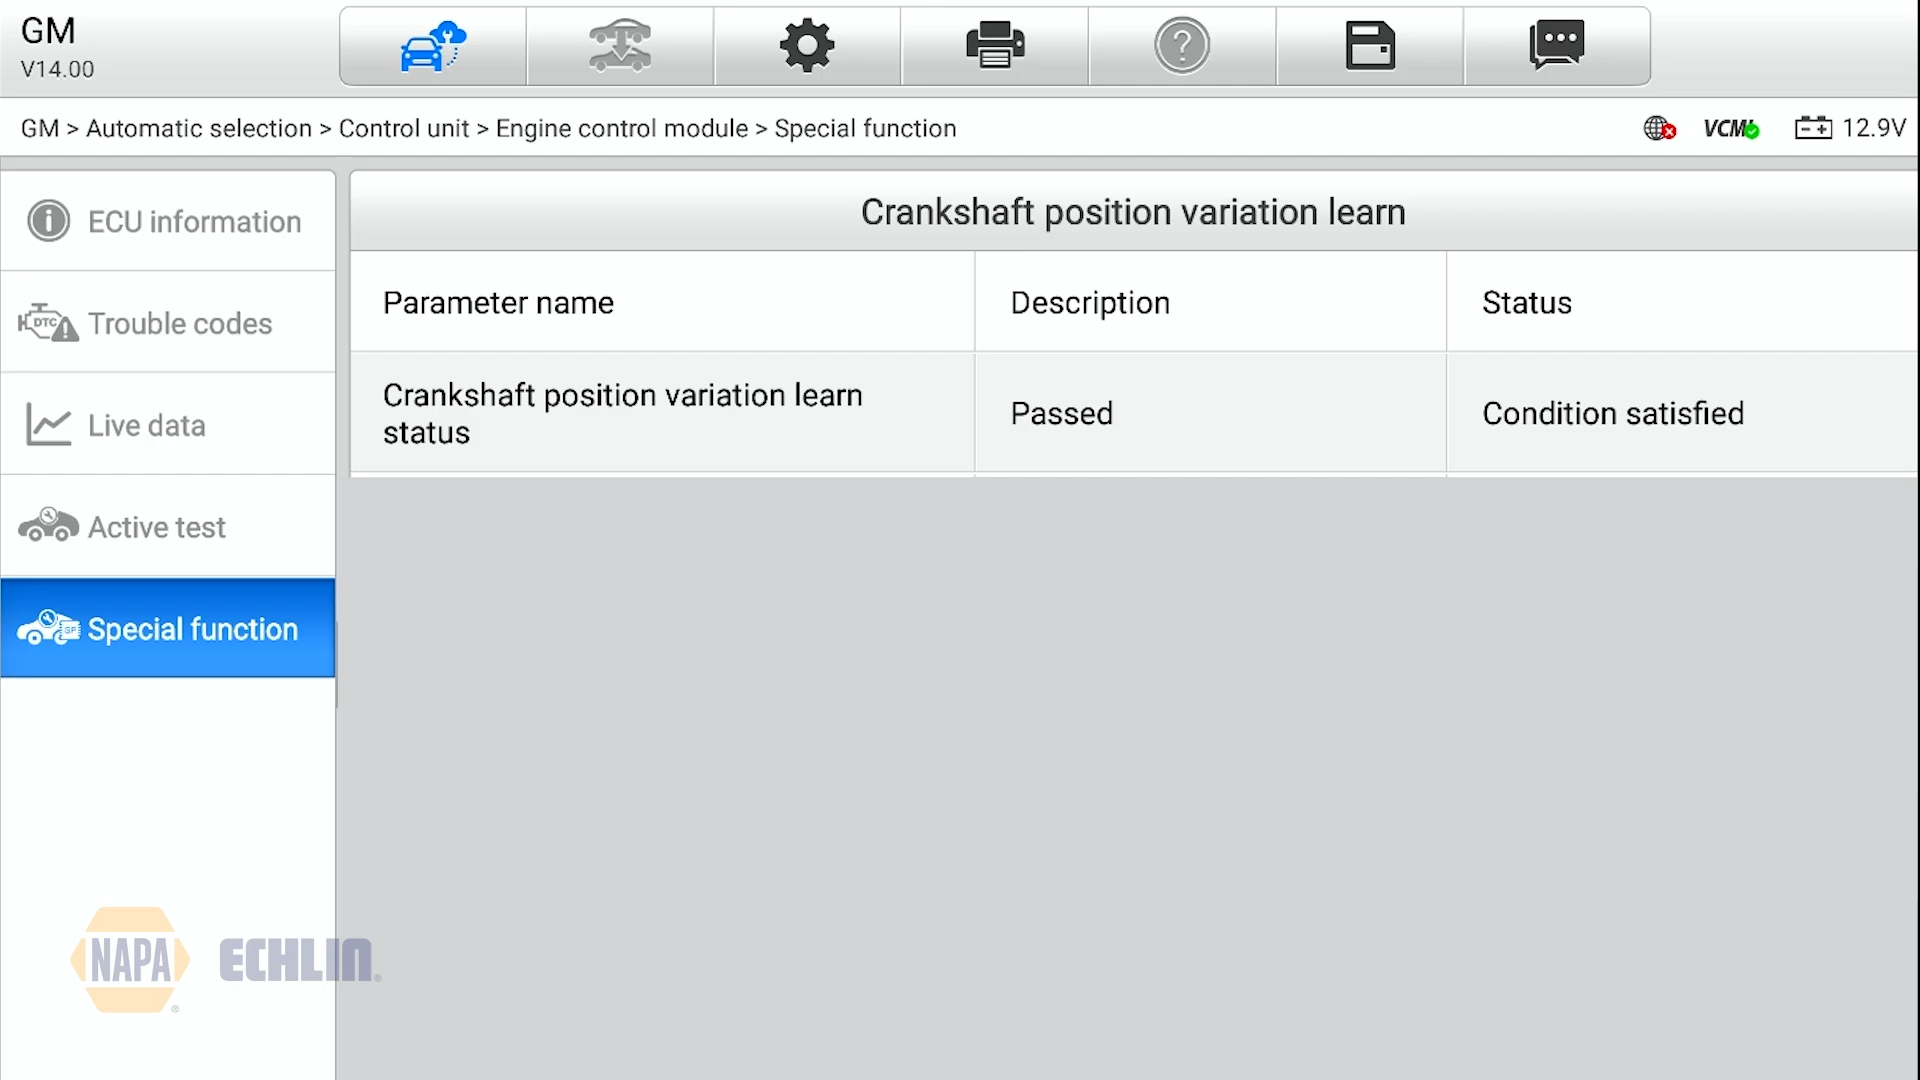 GM
V14.00
GM > Automatic selection > Control unit > Engine control module > Special function
VCMI
12.9V
ECU information
DTC
Trouble codes
Live data
Active test
Special function
Crankshaft position variation learn
Parameter name
Description
Status
Crankshaft position variation learn
status
Passed
Condition satisfied
NAPA ®
ECHLIN®